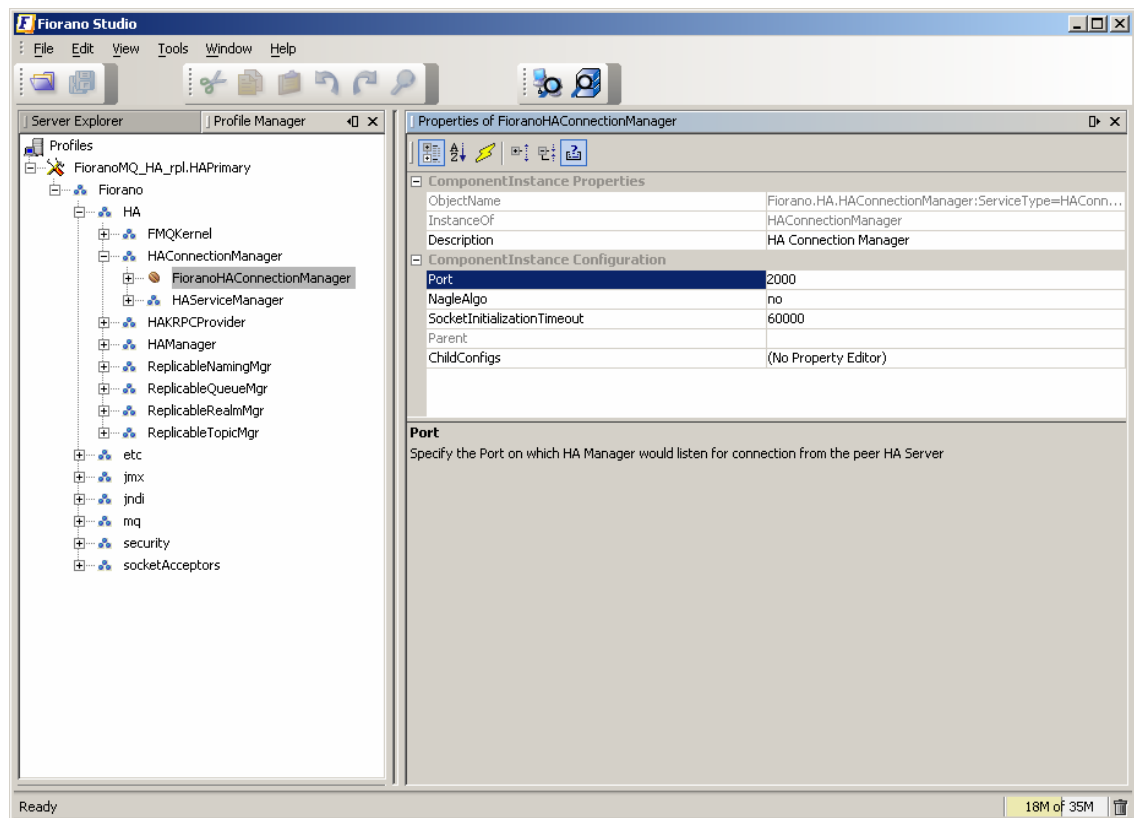 Fiorano Studio
File Edit View Tools Window Help
Server Explorer Profile Manager
Profiles
FioranoMQ_HA_rpl.HAPrimary
Fiorano
HA
FMQKernel
HAConnectionManager
FioranoHAConnectionManager
HAServiceManager
HAKRPCProvider
HAManager
ReplicableNamingMgr
ReplicableQueueMgr
ReplicableRealmMgr
ReplicableTopicMgr
etc
jmx
jndi
mq
security
socketAcceptors
Properties of FioranoHAConnectionManager
ComponentInstance Properties
ObjectName Fiorano.HA.HAConnectionManager:ServiceType=HAConn...
InstanceOf HAConnectionManager
Description HA Connection Manager
ComponentInstance Configuration
Port 2000
NagleAlgo no
SocketInitializationTimeout 60000
Parent
ChildConfigs (No Property Editor)
Port
Specify the Port on which HA Manager would listen for connection from the peer HA Server
Ready 18M of 35M